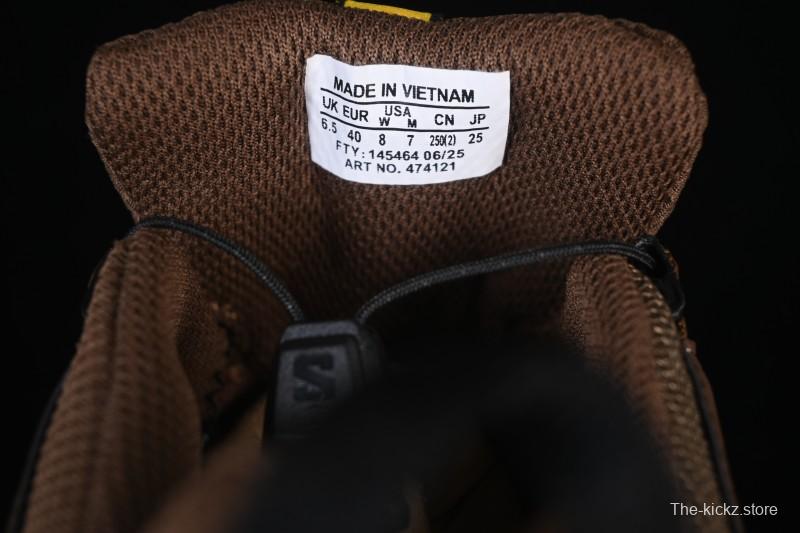 MADE IN VIETNAM
UK EUR USA CN JP
W M
6.5 40 8 7 250(2) 25
FTY: 145464 06/25
ART NO. 474121
S
The-kickz.store